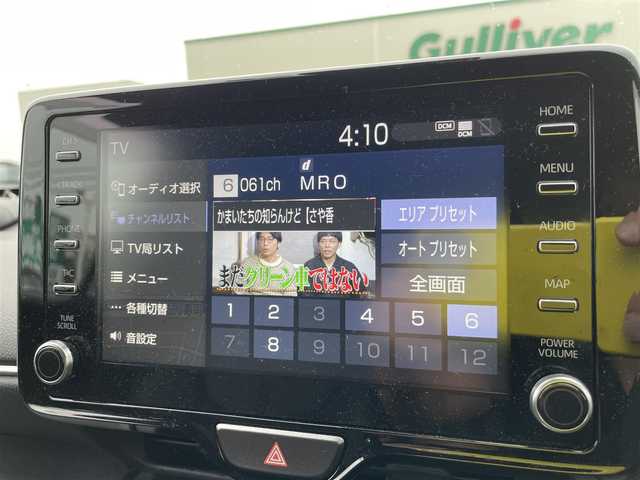 Gulliver
4:10
DCM
DCM
TV
6 061ch MRO
オーディオ選択
チャンネルリスト
TV局リスト
メニュー
各種切替
音設定
かまいたちの知らんけど [さや香
まだグリーン車ではない
エリア プリセット
オート プリセット
全画面
1 2 3 4 5 6
7 8 9 10 11 12
PHONE
TUNE
SCROLL
HOME
MENU
AUDIO
MAP
POWER
VOLUME